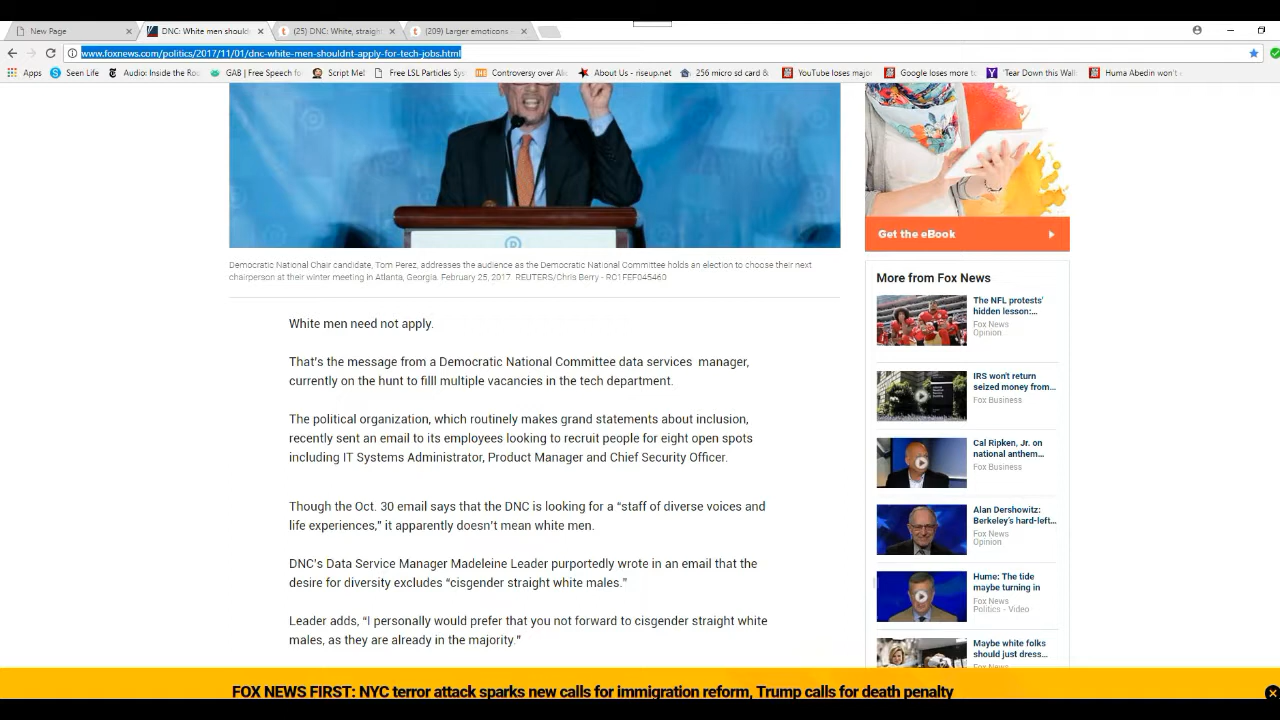 New Page
DNC: White men shoul
(25) DNC: White, straigh
(209) Larger emoticons -
www.foxnews.com/politics/2017/11/01/dnc-white-men-shouldnt-apply-for-tech-jobs.html
Apps
Seen Life
Audio: Inside the Ro
GAB | Free Speech fo
Script Me!
Free LSL Particles Sys
Controversy over Ali
About Us - riseup.net
256 micro sd card &
YouTube loses major
Google loses more to
'Tear Down this Wall
Huma Abedin won't
Get the eBook
Democratic National Chair candidate, Tom Perez, addresses the audience as the Democratic National Committee holds an election to choose their next
chairperson at their winter meeting in Atlanta, Georgia. February 25, 2017. REUTERS/Chris Berry - RC1FEF045460
More from Fox News
White men need not apply.
That's the message from a Democratic National Committee data services manager,
currently on the hunt to filll multiple vacancies in the tech department.
The political organization, which routinely makes grand statements about inclusion,
recently sent an email to its employees looking to recruit people for eight open spots
including IT Systems Administrator, Product Manager and Chief Security Officer.
Though the Oct. 30 email says that the DNC is looking for a “staff of diverse voices and
life experiences,” it apparently doesn't mean white men.
DNC's Data Service Manager Madeleine Leader purportedly wrote in an email that the
desire for diversity excludes “cisgender straight white males.”
Leader adds, “I personally would prefer that you not forward to cisgender straight white
males, as they are already in the majority.”
The NFL protests'
hidden lesson:…
Fox News
Opinion
IRS won't return
seized money from…
Fox Business
Cal Ripken, Jr. on
national anthem…
Fox Business
Alan Dershowitz:
Berkeley's hard-left…
Fox News
Opinion
Hume: The tide
maybe turning in
Fox News
Politics - Video
Maybe white folks
should just dress…
Fox News
FOX NEWS FIRST: NYC terror attack sparks new calls for immigration reform, Trump calls for death penalty